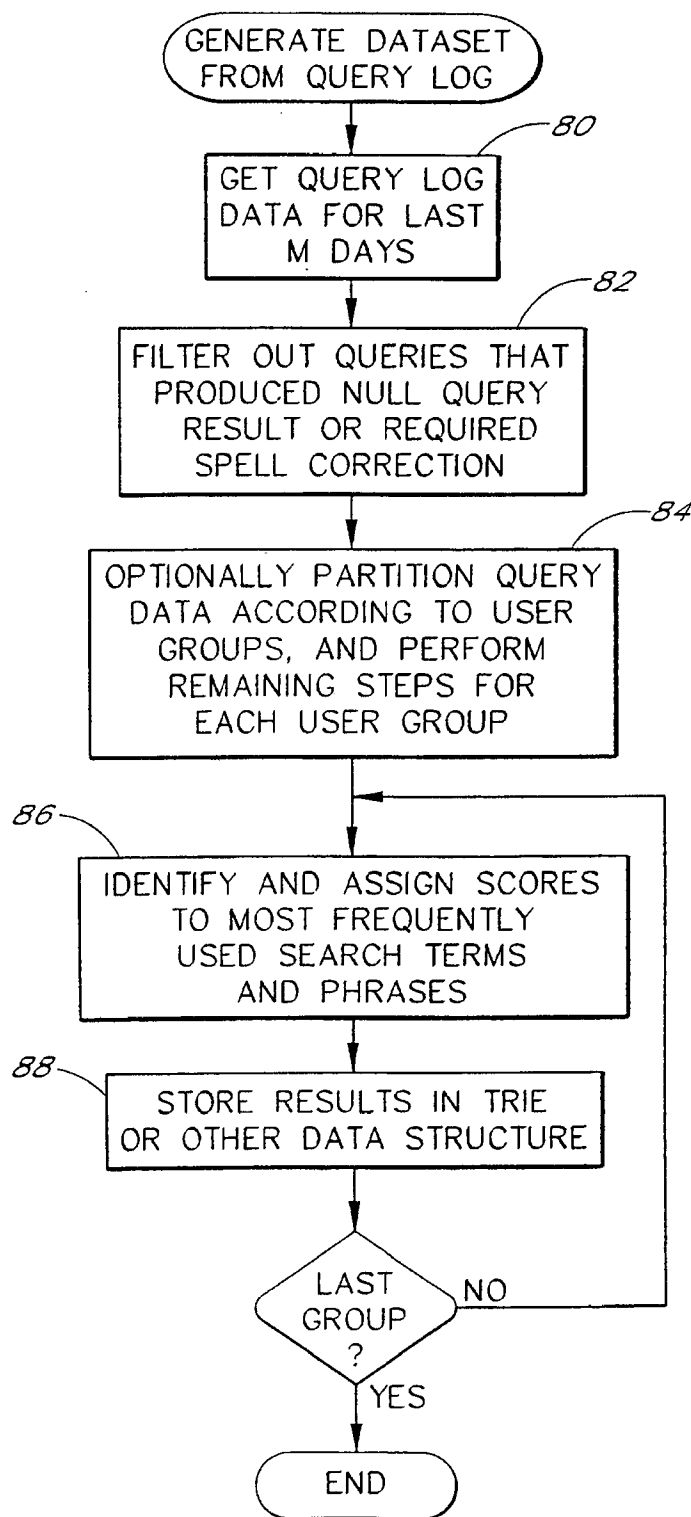 GENERATE DATASET
FROM QUERY LOG
80
GET QUERY LOG
DATA FOR LAST
M DAYS
82
FILTER OUT QUERIES THAT
PRODUCED NULL QUERY
RESULT OR REQUIRED
SPELL CORRECTION
84
OPTIONALLY PARTITION QUERY
DATA ACCORDING TO USER
GROUPS, AND PERFORM
REMAINING STEPS FOR
EACH USER GROUP
86
IDENTIFY AND ASSIGN SCORES
TO MOST FREQUENTLY
USED SEARCH TERMS
AND PHRASES
88
STORE RESULTS IN TRIE
OR OTHER DATA STRUCTURE
LAST
GROUP
?
NO
YES
END